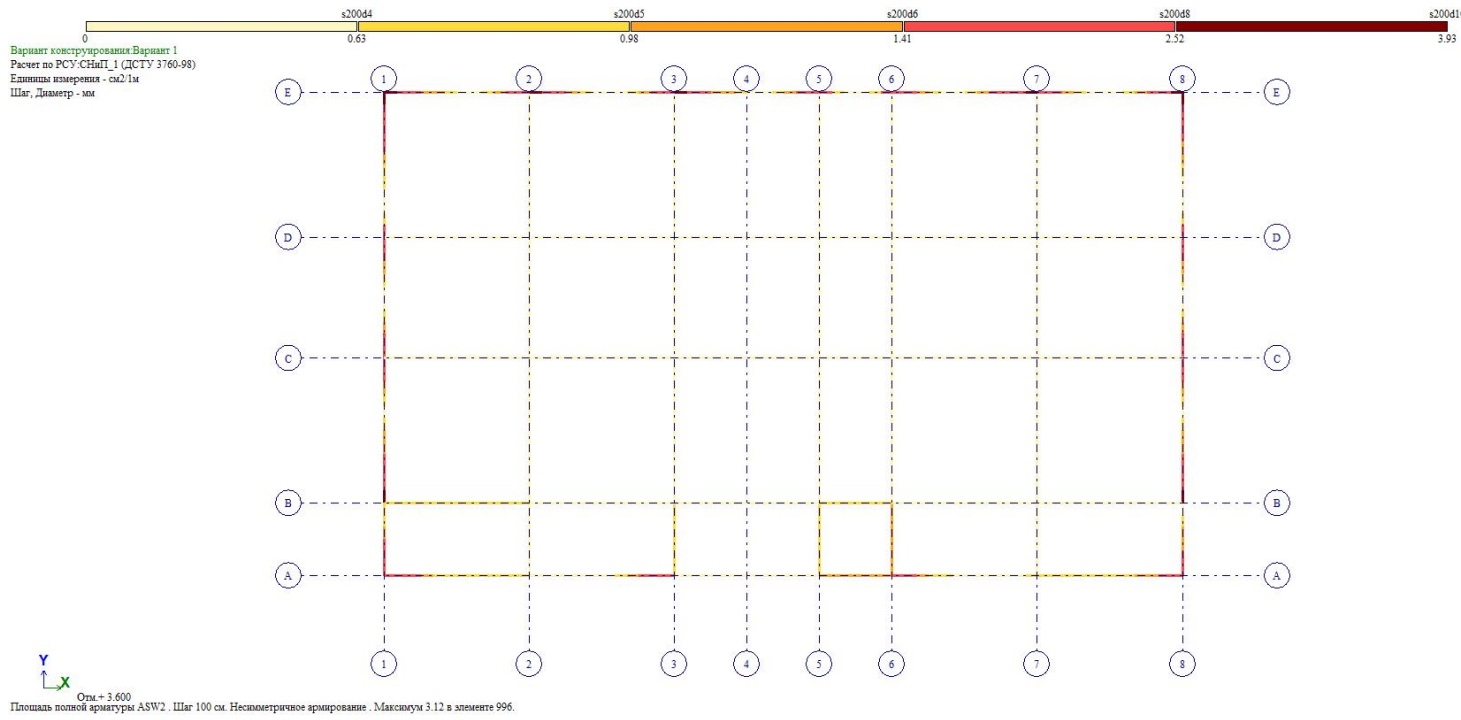 s200d4 s200d5 s200d6 s200d8 s200d1
0 0.63 0.98 1.41 2.52 3.93
Вариант конструирования:Вариант 1
Расчет по РСУ:СНиП_1 (ДСТУ 3760-98)
Единицы измерения - см2/1м
Шаг, Диаметр - мм
1 2 3 4 5 6 7 8
E E
D D
C C
B B
A A
1 2 3 4 5 6 7 8
Y
X
Отм.+ 3.600
Площадь полной арматуры ASW2 . Шаг 100 см. Несимметричное армирование . Максимум 3.12 в элементе 996.